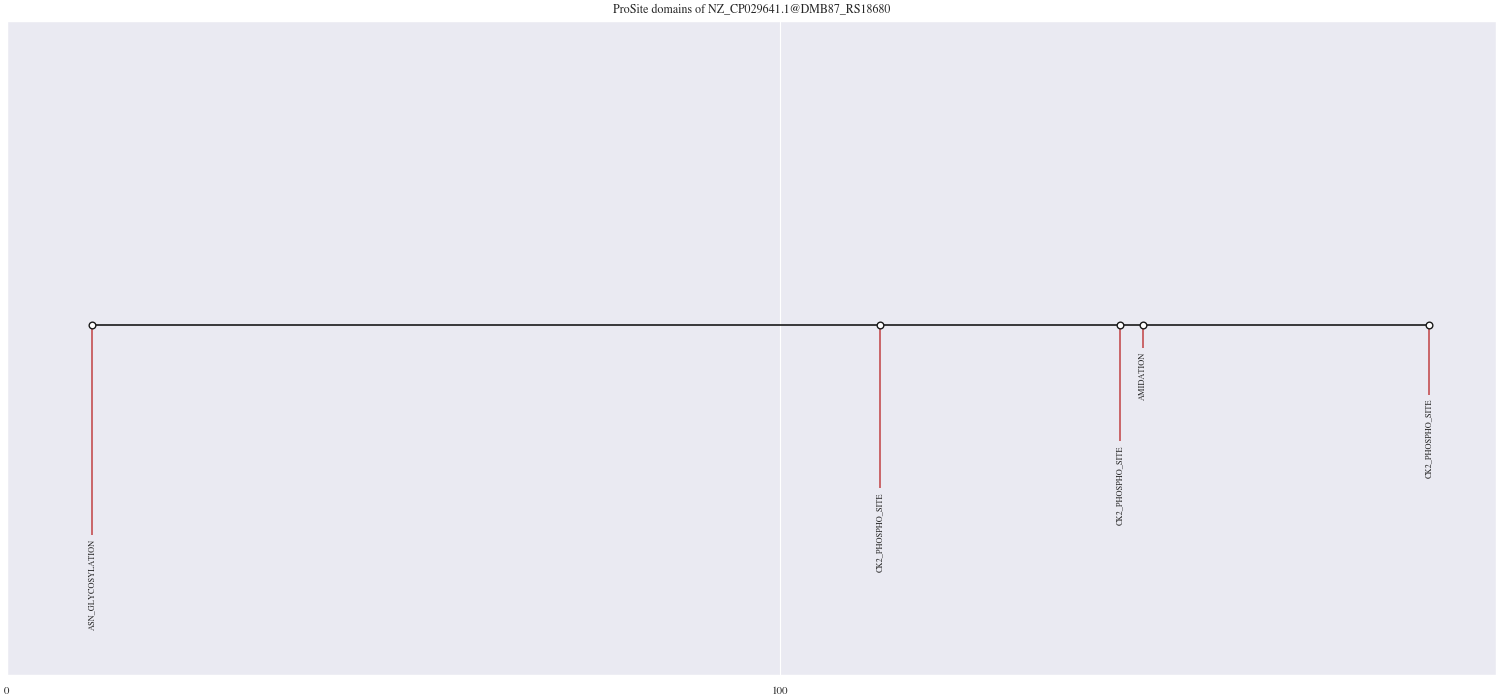 ProSite domains of NZ_CP029641.1@DMB87_RS18680
ASN_GLYCOSYLATION
CK2_PHOSPHO_SITE
CK2_PHOSPHO_SITE
AMIDATION
CK2_PHOSPHO_SITE
0
100